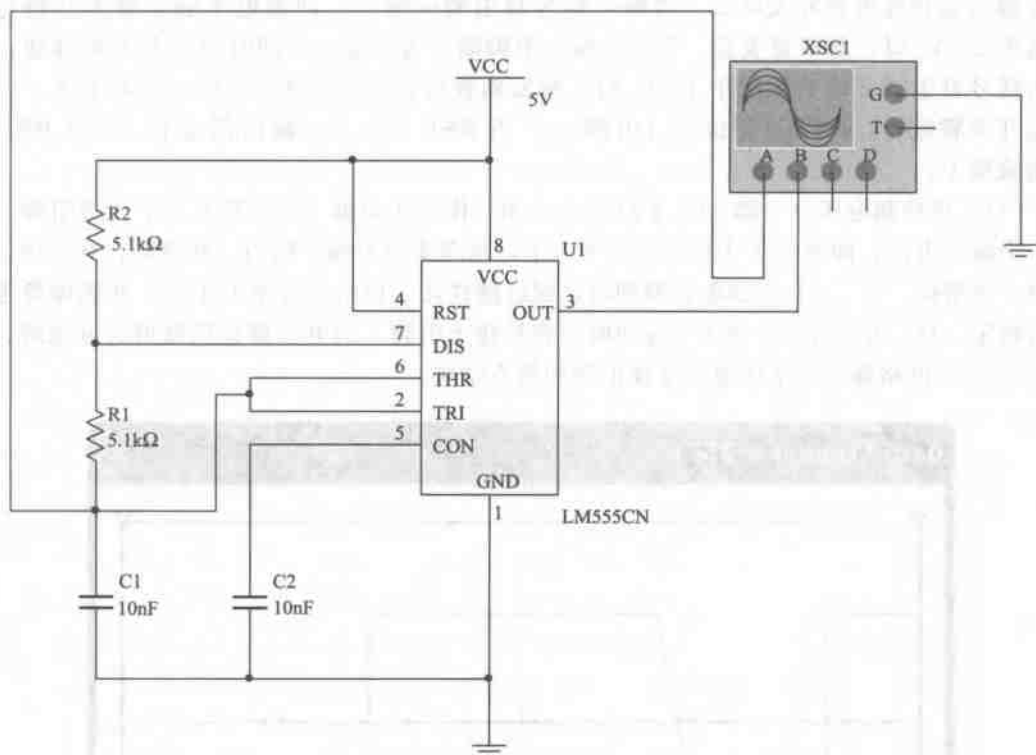 XSC1
VCC
5V
G
T
A B C D
R2
5.1kΩ
8
U1
VCC
4
RST
OUT
3
7
DIS
6
THR
R1
5.1kΩ
2
TRI
5
CON
GND
1
LM555CN
C1
10nF
C2
10nF